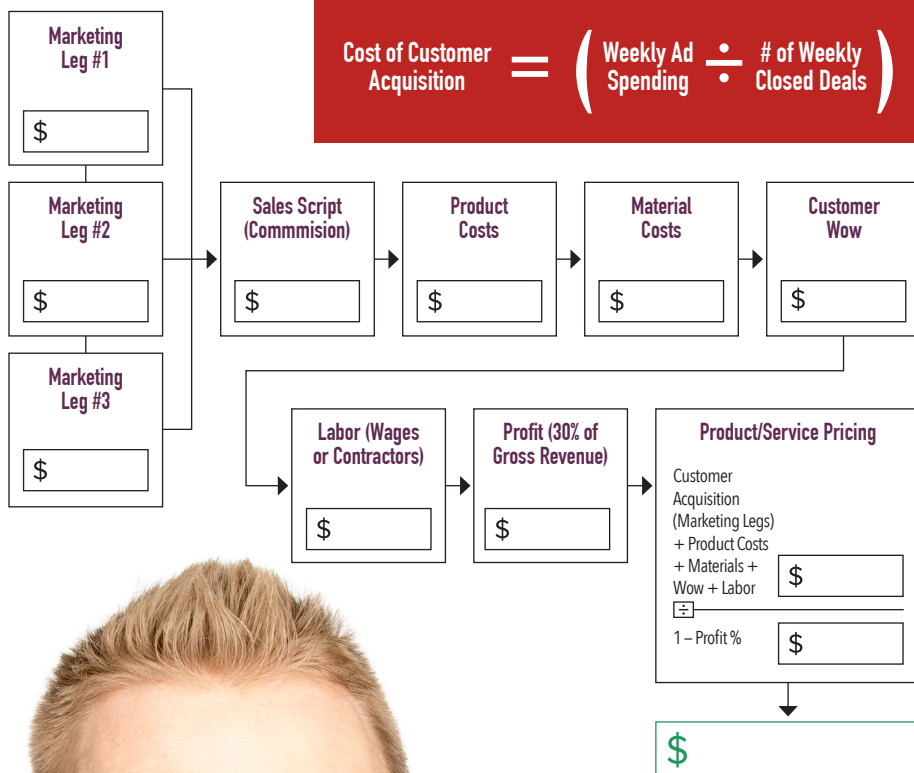 Marketing
Leg #1
$
Cost of Customer
Acquisition
=
(
Weekly Ad
Spending
÷
# of Weekly
Closed Deals
)
Marketing
Leg #2
$
Sales Script
(Commmision)
$
Product
Costs
$
Material
Costs
$
Customer
Wow
$
Marketing
Leg #3
$
Labor (Wages
or Contractors)
$
Profit (30% of
Gross Revenue)
$
Product/Service Pricing
Customer
Acquisition
(Marketing Legs)
+ Product Costs
+ Materials +
Wow + Labor
$
÷
1 – Profit %
$
$